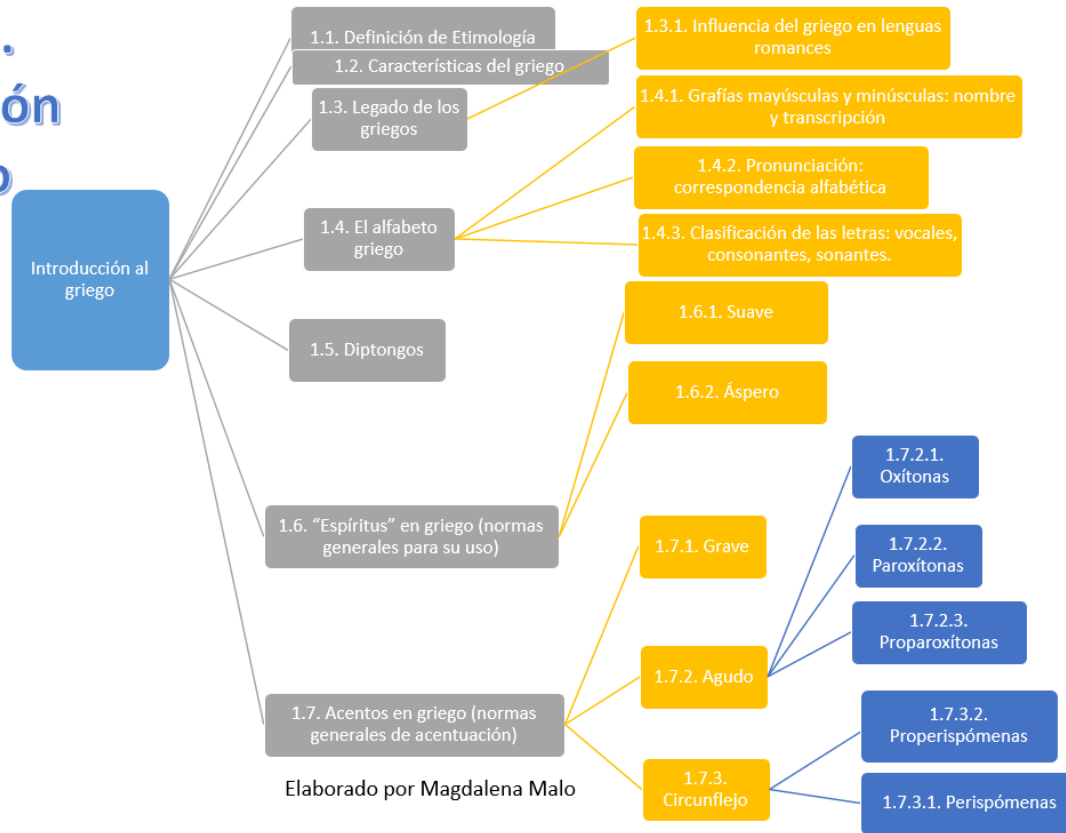 Introducción al
griego
1.1. Definición de Etimología
1.2. Características del griego
1.3. Legado de los
griegos
1.3.1. Influencia del griego en lenguas
romances
1.4. El alfabeto
griego
1.4.1. Grafías mayúsculas y minúsculas: nombre
y transcripción
1.4.2. Pronunciación:
correspondencia alfabética
1.4.3. Clasificación de las letras: vocales,
consonantes, sonantes.
1.5. Diptongos
1.6. “Espíritus” en griego (normas
generales para su uso)
1.6.1. Suave
1.6.2. Áspero
1.7. Acentos en griego (normas
generales de acentuación)
1.7.1. Grave
1.7.2. Agudo
1.7.2.1.
Oxítonas
1.7.2.2.
Paroxítonas
1.7.2.3.
Proparoxítonas
1.7.3.
Circunflejo
1.7.3.2.
Properispómenas
1.7.3.1. Perispómenas
Elaborado por Magdalena Malo